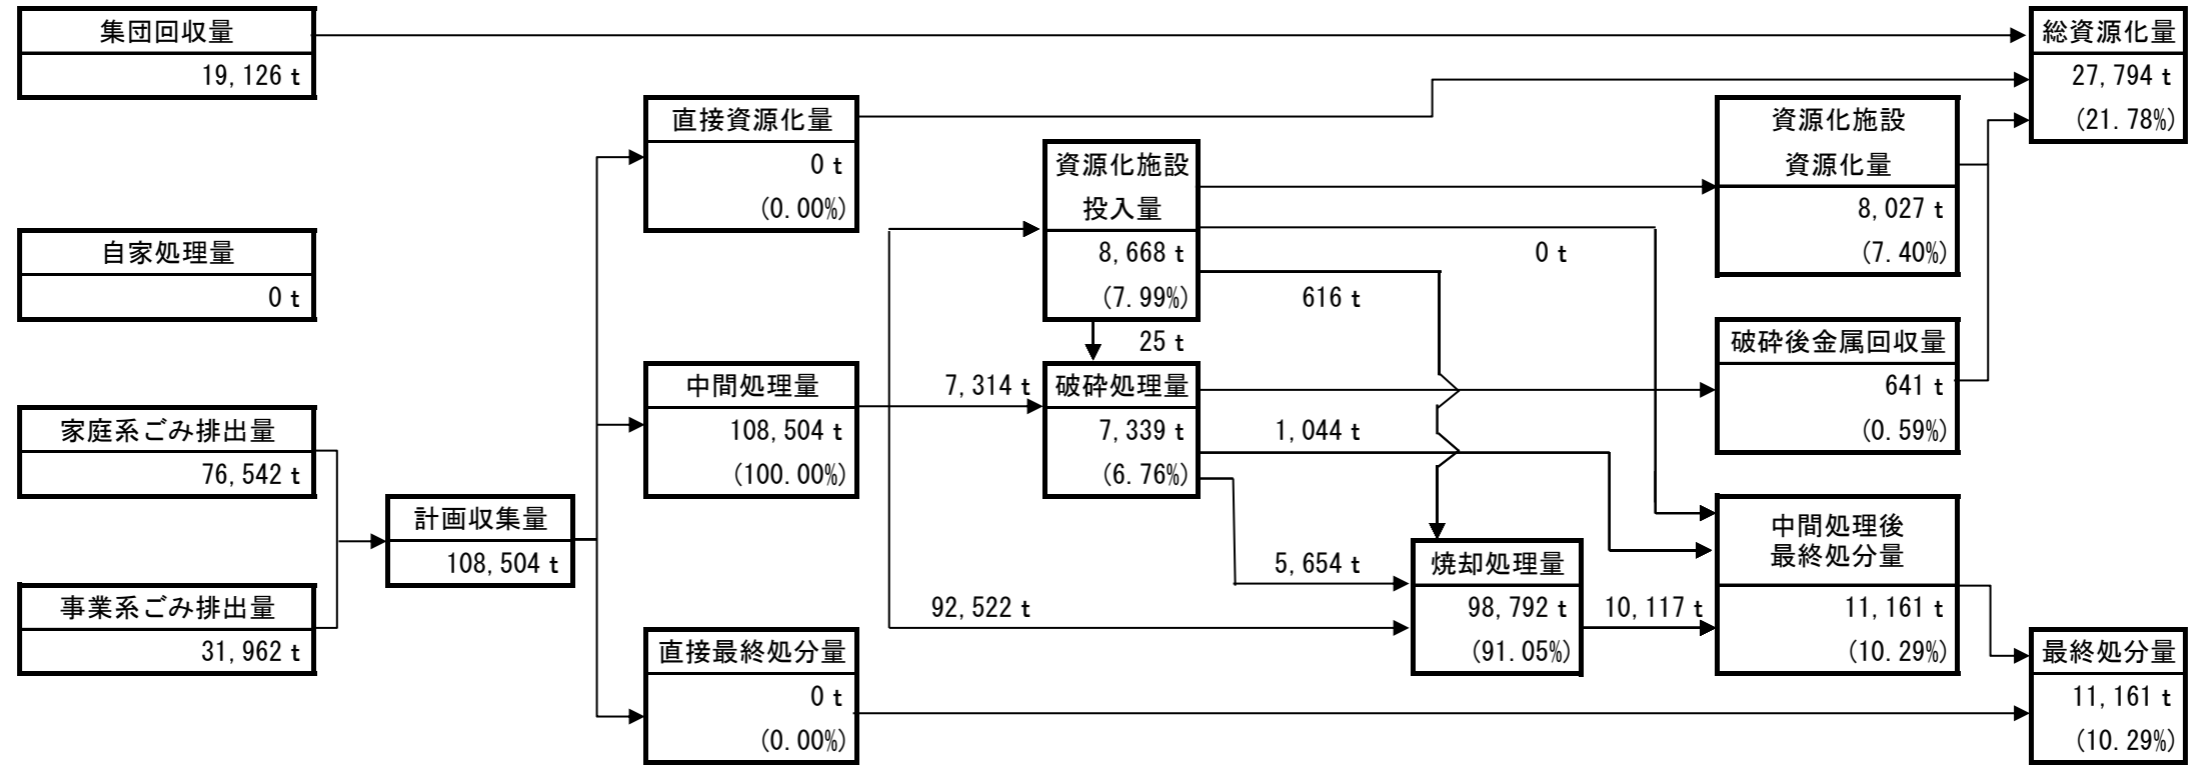 集団回収量
19,126 t
自家処理量
0 t
家庭系ごみ排出量
76,542 t
事業系ごみ排出量
31,962 t
計画収集量
108,504 t
直接資源化量
0 t
(0.00%)
中間処理量
108,504 t
(100.00%)
直接最終処分量
0 t
(0.00%)
7,314 t
92,522 t
資源化施設
投入量
8,668 t
(7.99%)
25 t
破砕処理量
7,339 t
(6.76%)
0 t
616 t
1,044 t
5,654 t
焼却処理量
98,792 t
(91.05%)
10,117 t
資源化施設
資源化量
8,027 t
(7.40%)
破砕後金属回収量
641 t
(0.59%)
中間処理後
最終処分量
11,161 t
(10.29%)
総資源化量
27,794 t
(21.78%)
最終処分量
11,161 t
(10.29%)